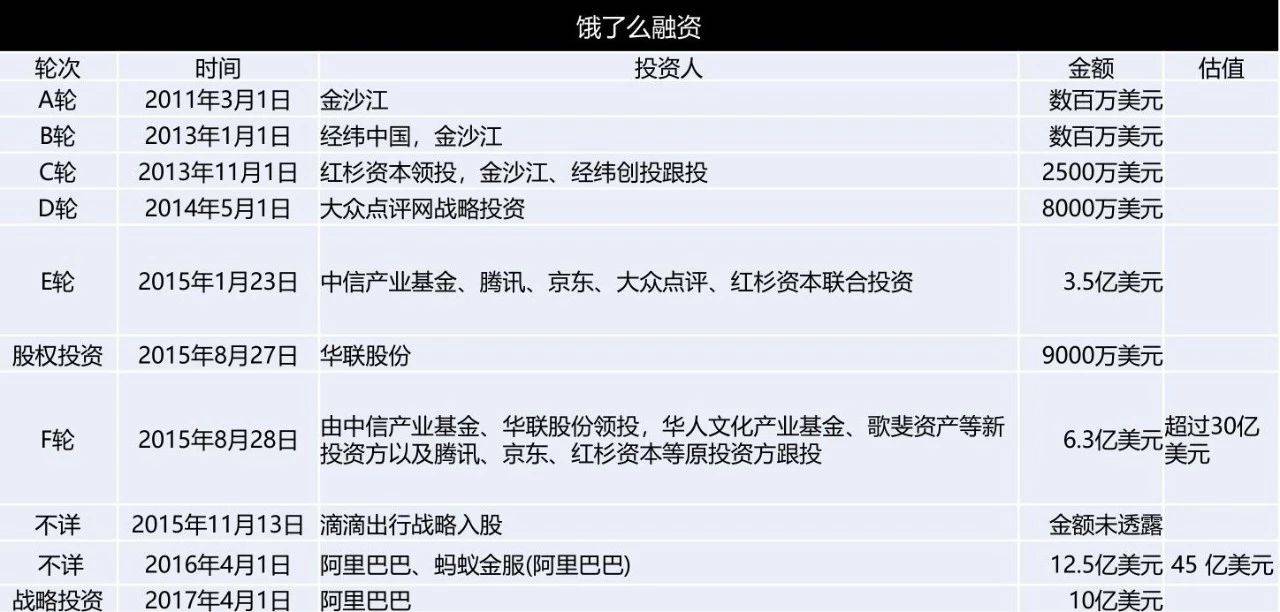 饿了么融资
轮次 时间 投资人 金额 估值
A轮 2011年3月1日 金沙江 数百万美元
B轮 2013年1月1日 经纬中国，金沙江 数百万美元
C轮 2013年11月1日 红杉资本领投，金沙江、经纬创投跟投 2500万美元
D轮 2014年5月1日 大众点评网战略投资 8000万美元
E轮 2015年1月23日 中信产业基金、腾讯、京东、大众点评、红杉资本联合投资 3.5亿美元
股权投资 2015年8月27日 华联股份 9000万美元
F轮 2015年8月28日 由中信产业基金、华联股份领投，华人文化产业基金、歌斐资产等新
投资方以及腾讯、京东、红杉资本等原投资方跟投 6.3亿美元 超过30亿
美元
不详 2015年11月13日 滴滴出行战略入股 金额未透露
不详 2016年4月1日 阿里巴巴、蚂蚁金服(阿里巴巴) 12.5亿美元 45 亿美元
战略投资 2017年4月1日 阿里巴巴 10亿美元